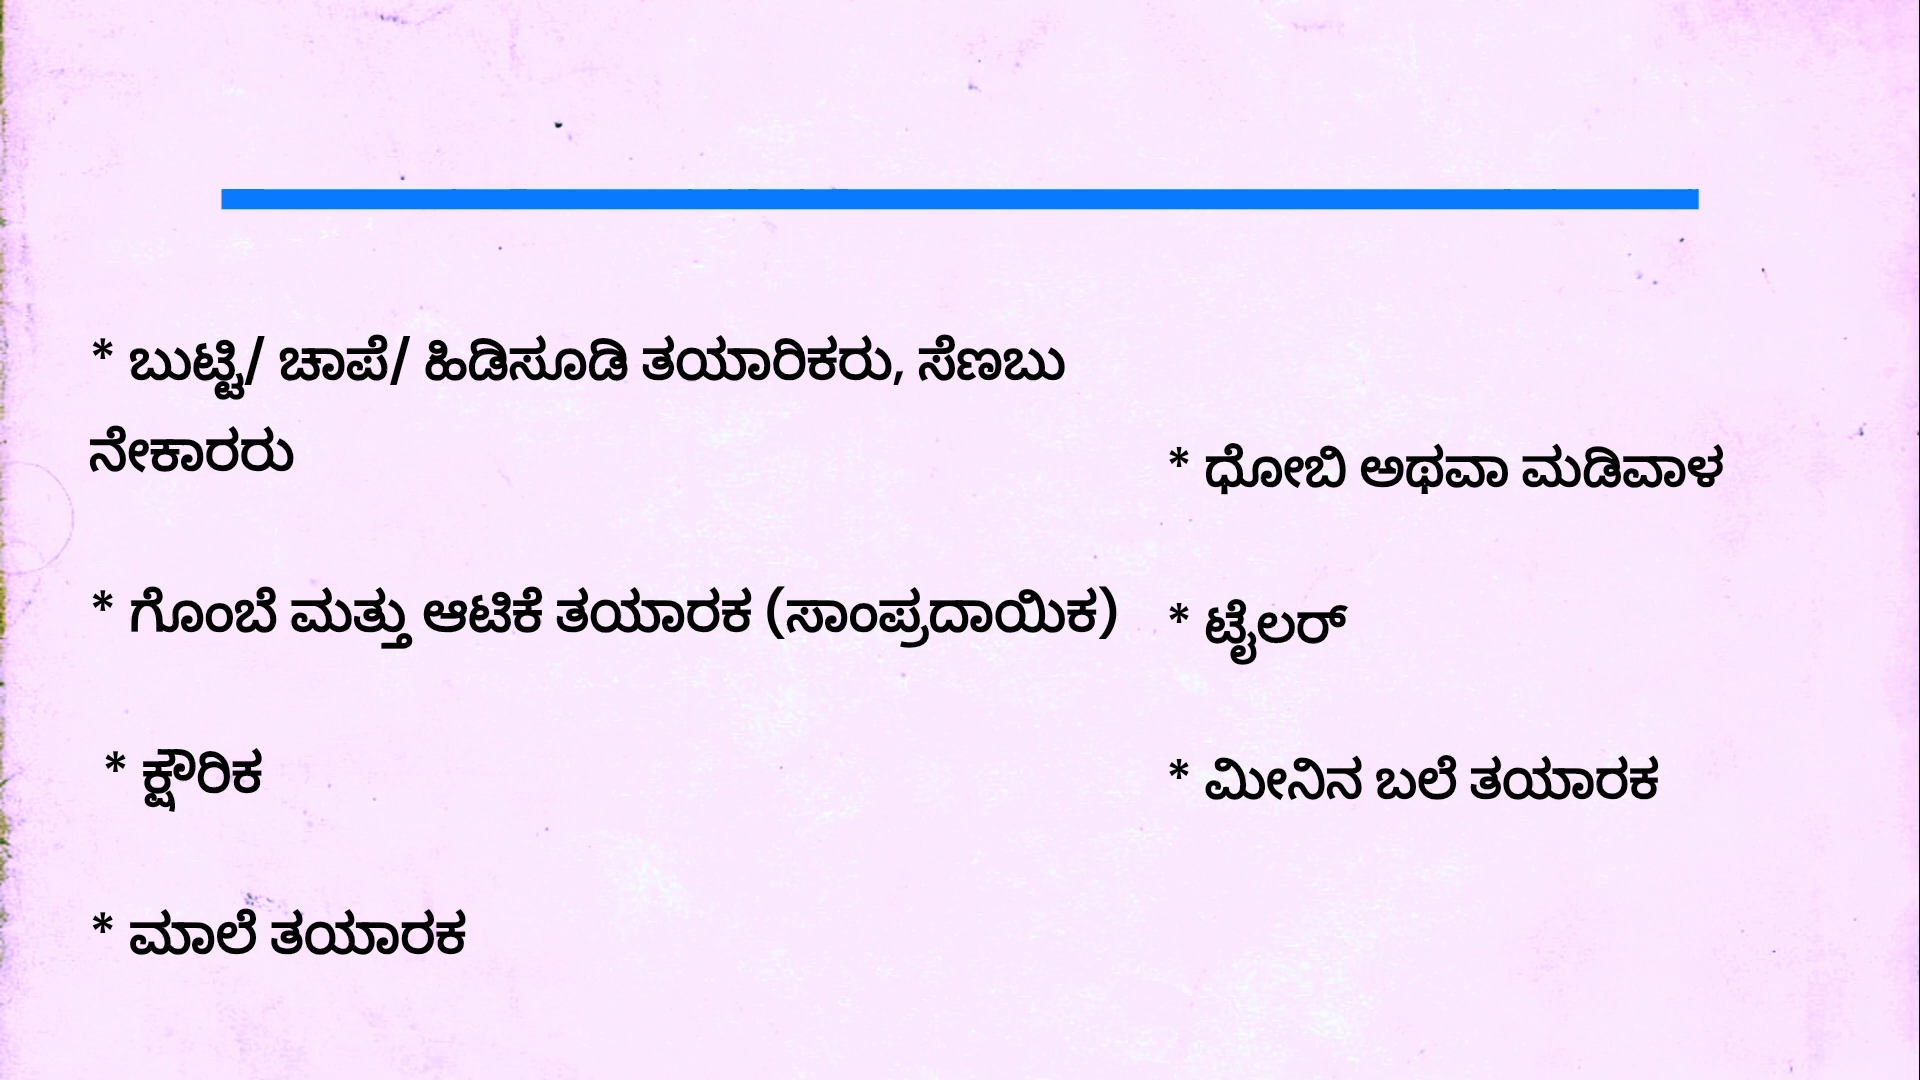 * ಬುಟ್ಟಿ/ ಚಾಪೆ/ ಹಿಡಿಸೂಡಿ ತಯಾರಿಕರು, ಸೆಣಬು
ನೇಕಾರರು
* ಗೊಂಬೆ ಮತ್ತು ಆಟಿಕೆ ತಯಾರಕ (ಸಾಂಪ್ರದಾಯಿಕ)
* ಕ್ಷೌರಿಕ
* ಮಾಲೆ ತಯಾರಕ
* ಧೋಬಿ ಅಥವಾ ಮಡಿವಾಳ
* ಟೈಲರ್
* ಮೀನಿನ ಬಲೆ ತಯಾರಕ